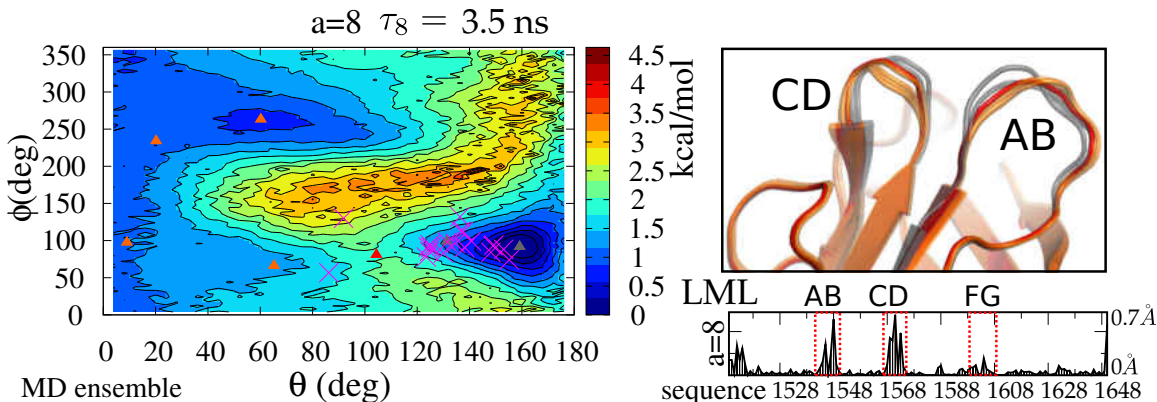 a=8 τ₈ = 3.5 ns
350
300
250
200
150
100
50
0
ϕ(deg)
0 20 40 60 80 100 120 140 160 180
θ (deg)
MD ensemble
4.5
4
3.5
3
2.5
2
1.5
1
0.5
0
kcal/mol
CD
AB
LML AB CD FG
a=8
0.7Å
0Å
sequence 1528 1548 1568 1588 1608 1628 1648